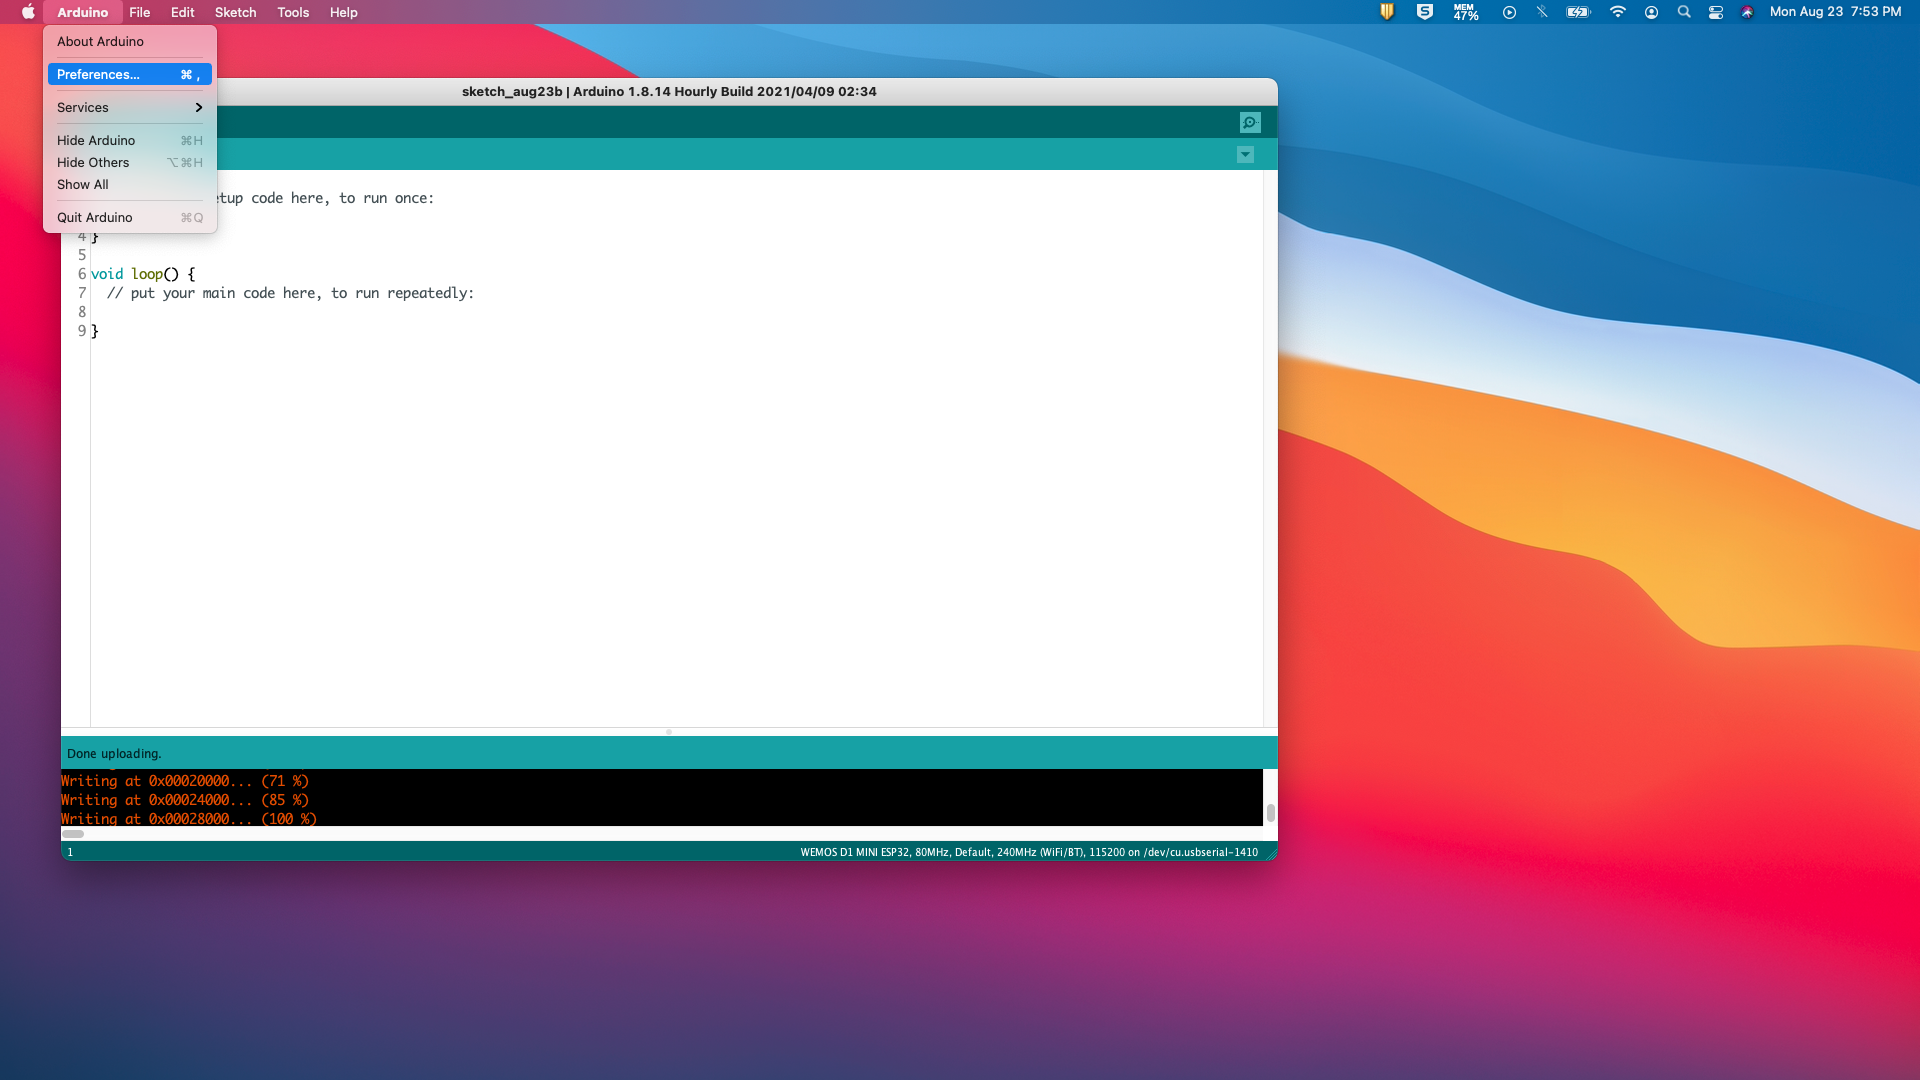 Arduino File Edit Sketch Tools Help MEM 47% Mon Aug 23 7:53 PM
About Arduino
Preferences... ⌘ ,
Services
Hide Arduino ⌘H
Hide Others ⌥⌘H
Show All
Quit Arduino ⌘Q
sketch_aug23b | Arduino 1.8.14 Hourly Build 2021/04/09 02:34
code here, to run once:
4 }
5
6 void loop() {
7 // put your main code here, to run repeatedly:
8
9 }
Done uploading.
Writing at 0x00020000... (71 %)
Writing at 0x00024000... (85 %)
Writing at 0x00028000... (100 %)
1 WEMOS D1 MINI ESP32, 80MHz, Default, 240MHz (WiFi/BT), 115200 on /dev/cu.usbserial-1410